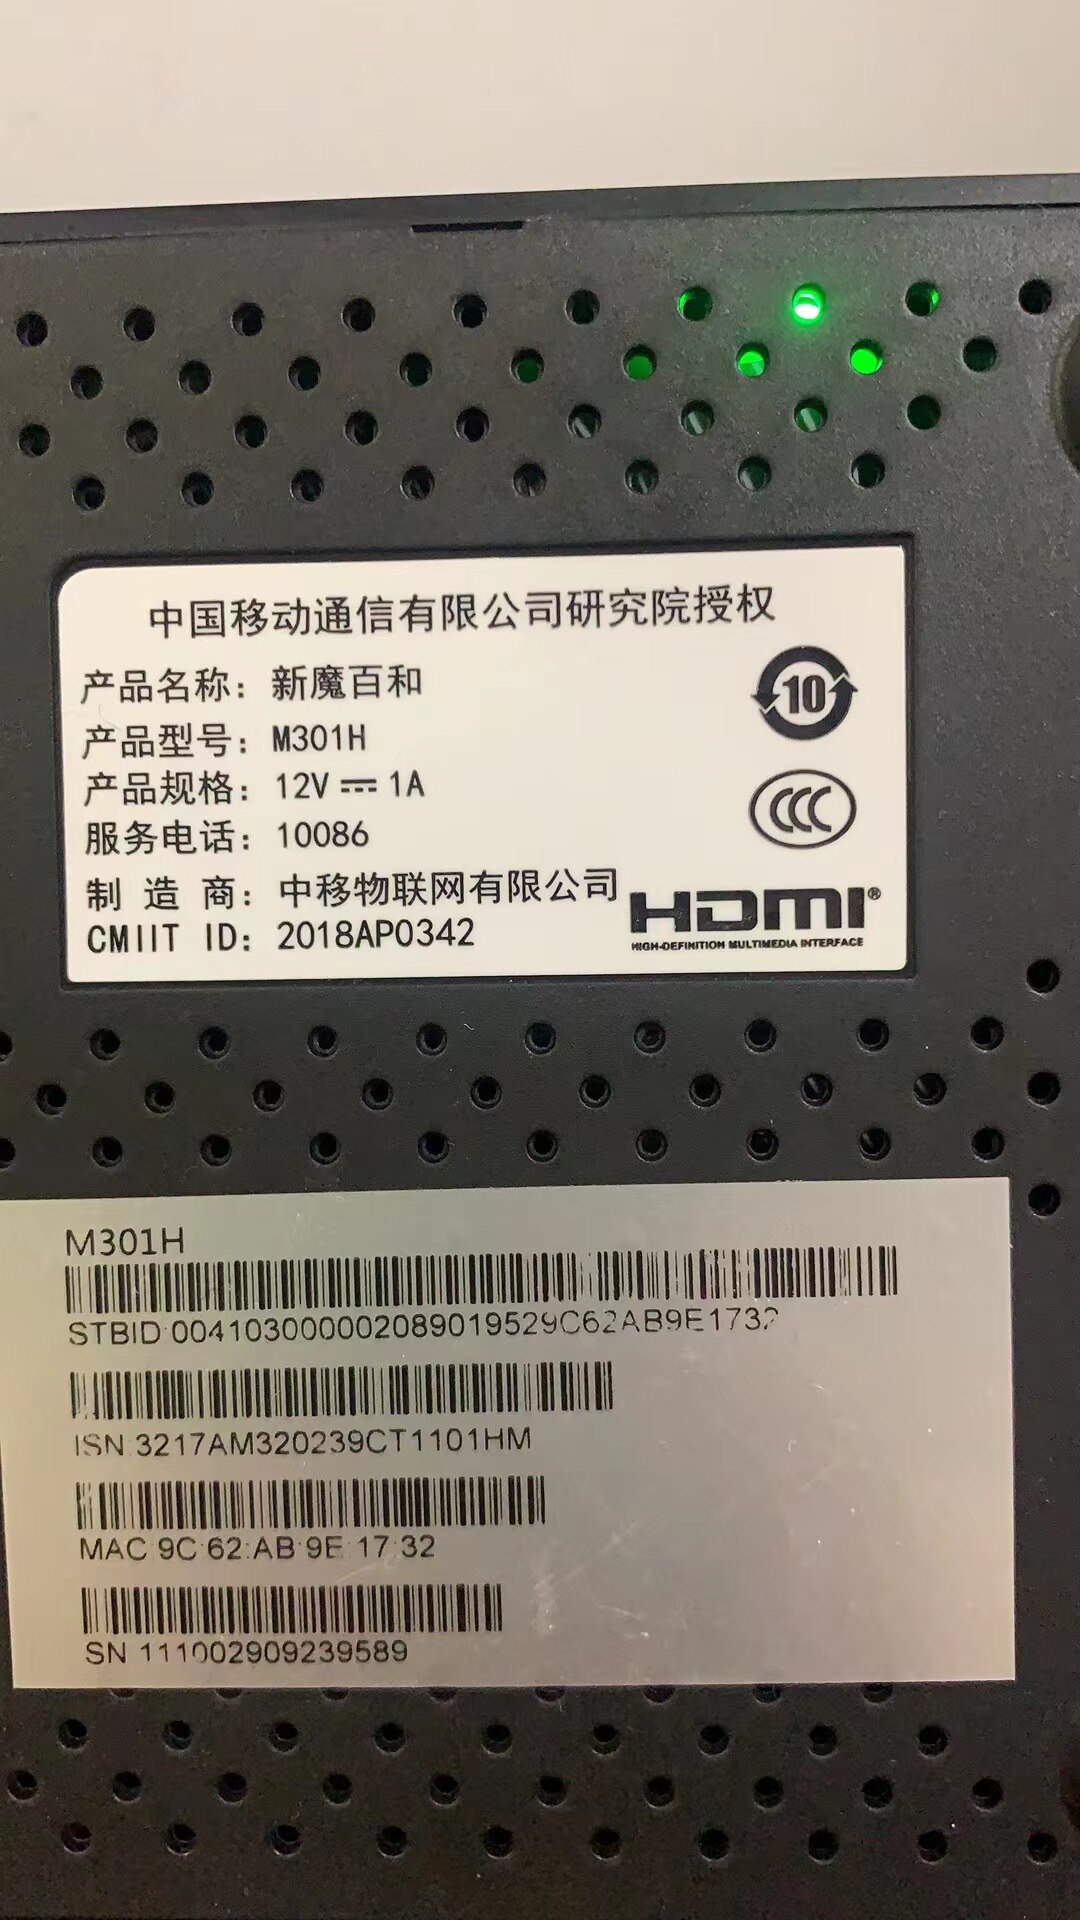 中国移动通信有限公司研究院授权
产品名称：新魔百和
产品型号：M301H
产品规格：12V⎓1A
服务电话：10086
制 造 商：中移物联网有限公司
CMIIT ID：2018AP0342
10
CCC
HDMI®
HIGH-DEFINITION MULTIMEDIA INTERFACE
M301H
STBID:004103000002089019529C62AB9E1732
ISN:3217AM320239CT1101HM
MAC:9C:62:AB:9E:17:32
SN 111002909239589